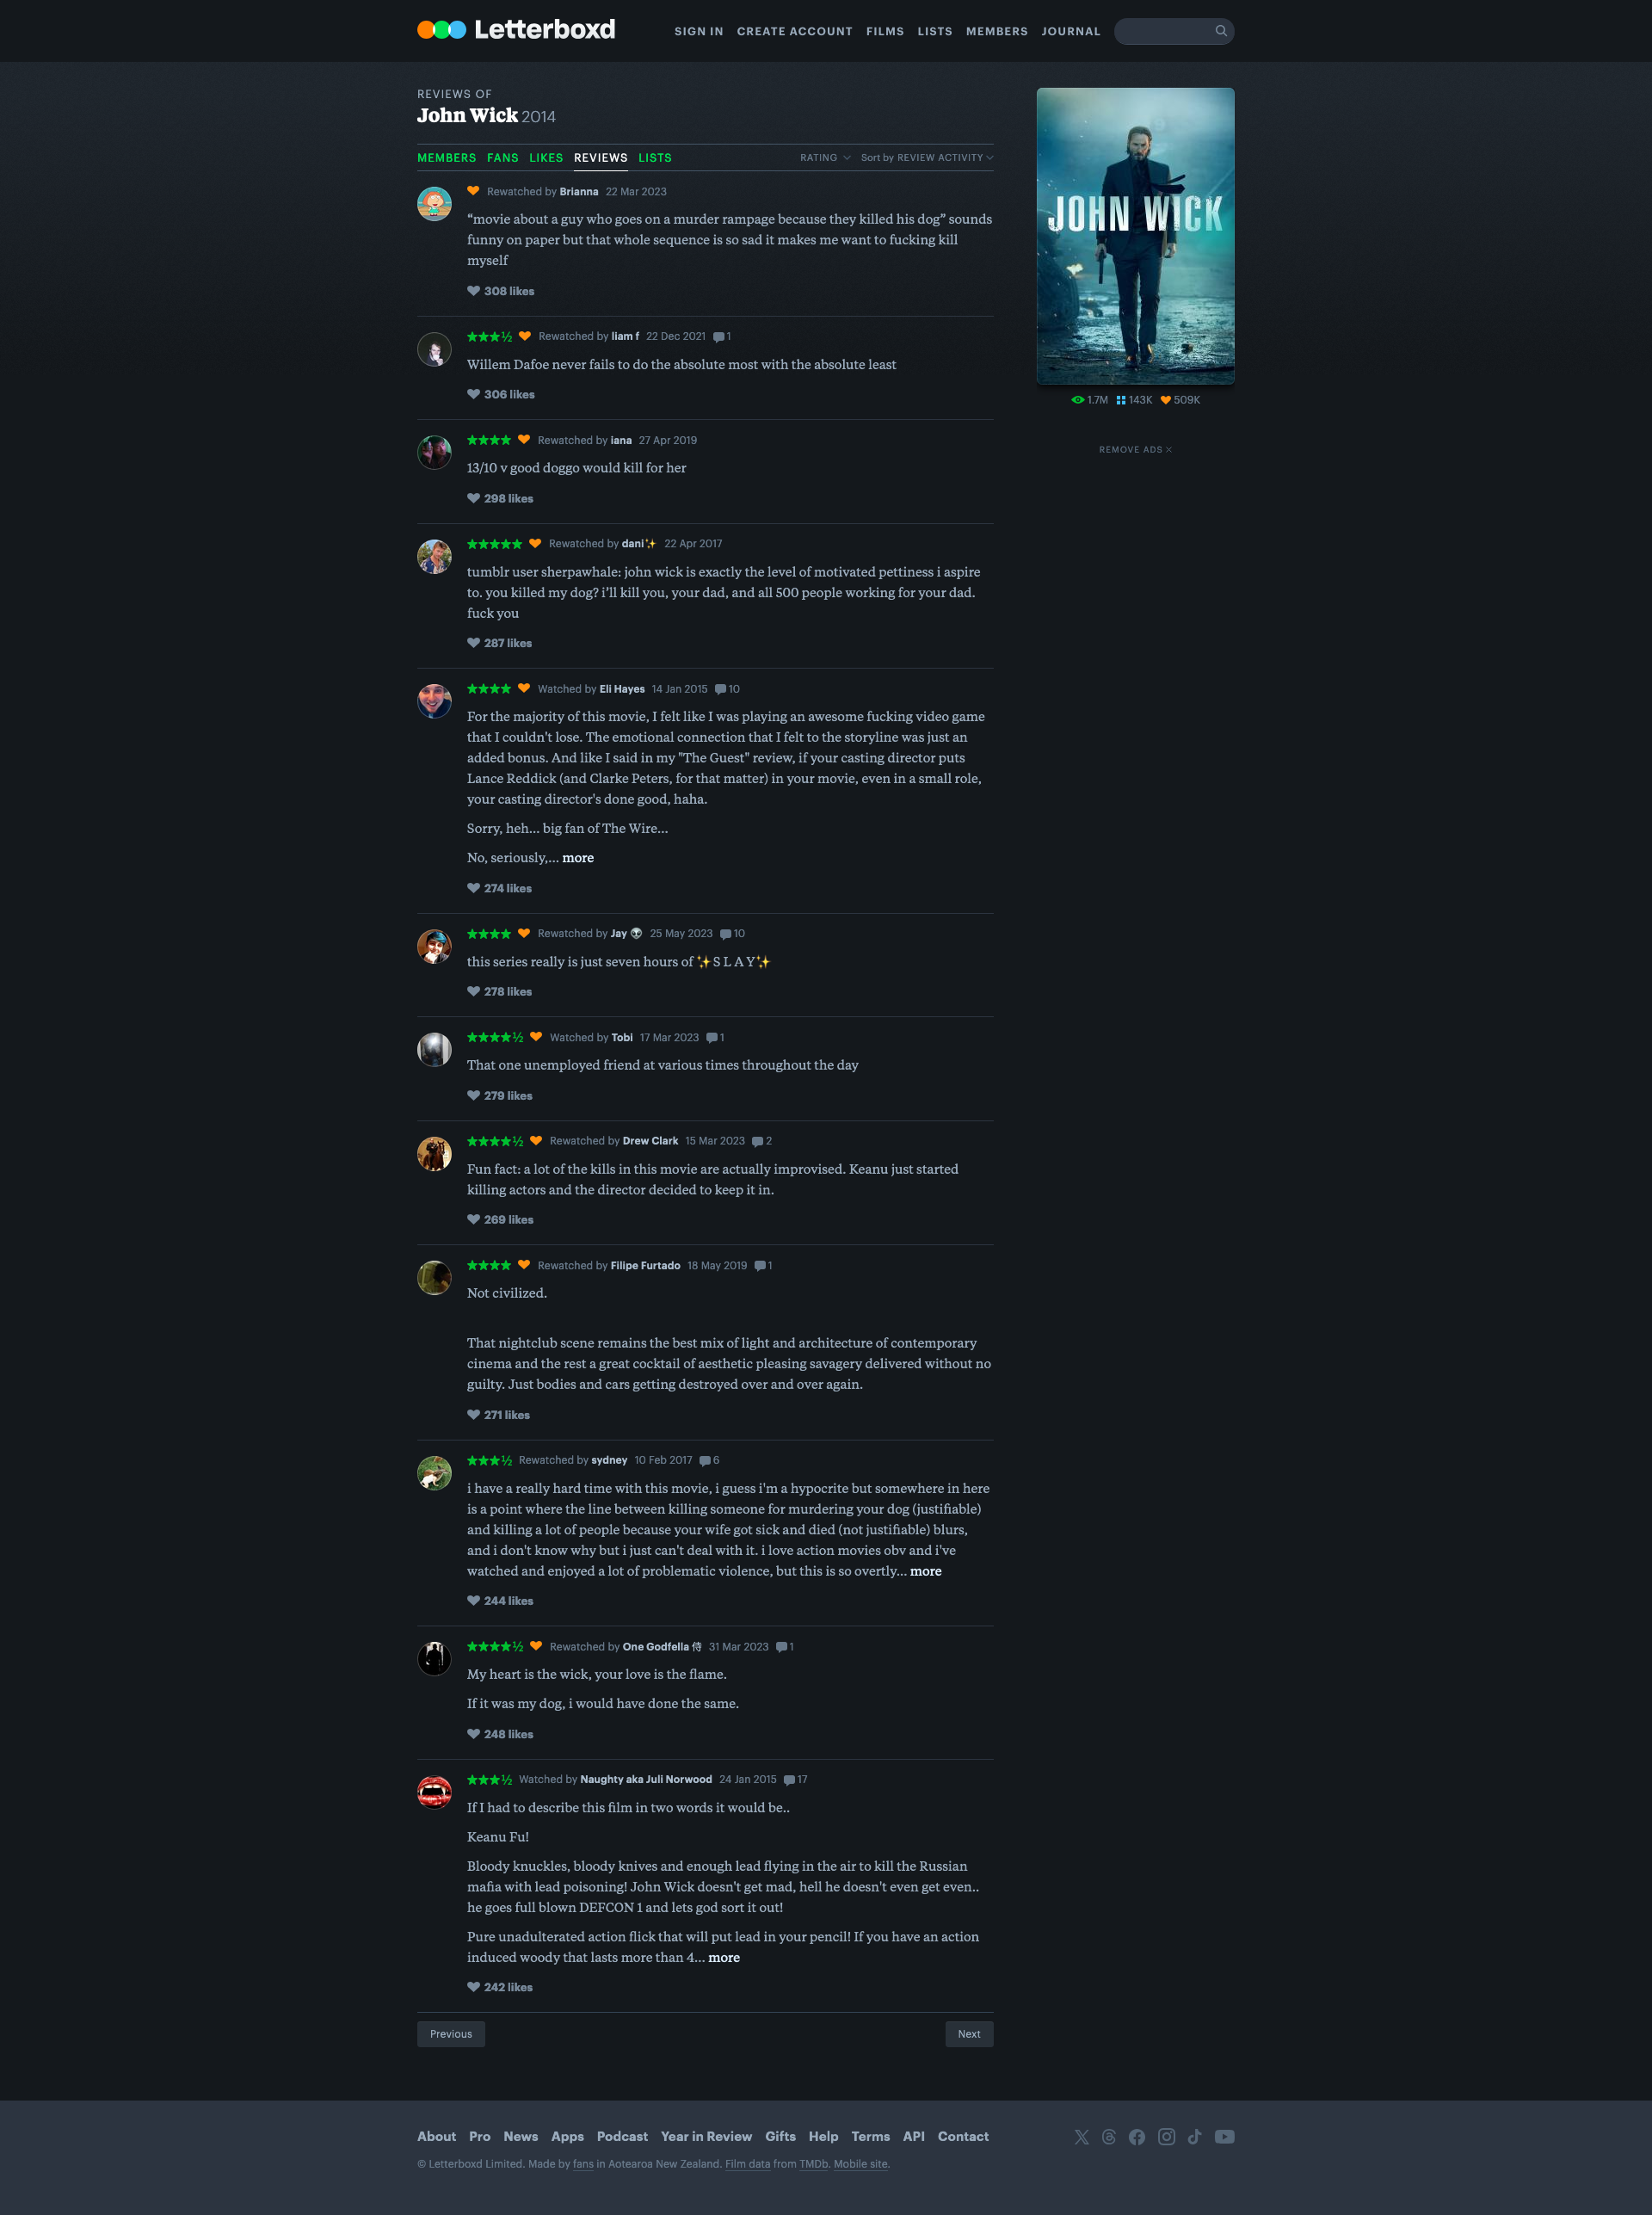 Letterboxd
SIGN IN CREATE ACCOUNT FILMS LISTS MEMBERS JOURNAL
REVIEWS OF
John Wick 2014
MEMBERS FANS LIKES REVIEWS LISTS
RATING Sort by REVIEW ACTIVITY
Rewatched by Brianna 22 Mar 2023
“movie about a guy who goes on a murder rampage because they killed his dog” sounds
funny on paper but that whole sequence is so sad it makes me want to fucking kill
myself
308 likes
★★★½ Rewatched by liam f 22 Dec 2021 1
Willem Dafoe never fails to do the absolute most with the absolute least
306 likes
★★★★ Rewatched by iana 27 Apr 2019
13/10 v good doggo would kill for her
298 likes
★★★★★ Rewatched by dani✨ 22 Apr 2017
tumblr user sherpawhale: john wick is exactly the level of motivated pettiness i aspire
to. you killed my dog? i’ll kill you, your dad, and all 500 people working for your dad.
fuck you
287 likes
★★★★ Watched by Eli Hayes 14 Jan 2015 10
For the majority of this movie, I felt like I was playing an awesome fucking video game
that I couldn't lose. The emotional connection that I felt to the storyline was just an
added bonus. And like I said in my "The Guest" review, if your casting director puts
Lance Reddick (and Clarke Peters, for that matter) in your movie, even in a small role,
your casting director's done good, haha.
Sorry, heh... big fan of The Wire...
No, seriously,… more
274 likes
★★★★ Rewatched by Jay 👽 25 May 2023 10
this series really is just seven hours of ✨S L A Y✨
278 likes
★★★★½ Watched by Tobi 17 Mar 2023 1
That one unemployed friend at various times throughout the day
279 likes
★★★★½ Rewatched by Drew Clark 15 Mar 2023 2
Fun fact: a lot of the kills in this movie are actually improvised. Keanu just started
killing actors and the director decided to keep it in.
269 likes
★★★★ Rewatched by Filipe Furtado 18 May 2019 1
Not civilized.
That nightclub scene remains the best mix of light and architecture of contemporary
cinema and the rest a great cocktail of aesthetic pleasing savagery delivered without no
guilty. Just bodies and cars getting destroyed over and over again.
271 likes
★★★½ Rewatched by sydney 10 Feb 2017 6
i have a really hard time with this movie, i guess i'm a hypocrite but somewhere in here
is a point where the line between killing someone for murdering your dog (justifiable)
and killing a lot of people because your wife got sick and died (not justifiable) blurs,
and i don't know why but i just can't deal with it. i love action movies obv and i've
watched and enjoyed a lot of problematic violence, but this is so overtly… more
244 likes
★★★★½ Rewatched by One Godfella 侍 31 Mar 2023 1
My heart is the wick, your love is the flame.
If it was my dog, i would have done the same.
248 likes
★★★½ Watched by Naughty aka Juli Norwood 24 Jan 2015 17
If I had to describe this film in two words it would be..
Keanu Fu!
Bloody knuckles, bloody knives and enough lead flying in the air to kill the Russian
mafia with lead poisoning! John Wick doesn't get mad, hell he doesn't even get even..
he goes full blown DEFCON 1 and lets god sort it out!
Pure unadulterated action flick that will put lead in your pencil! If you have an action
induced woody that lasts more than 4… more
242 likes
Previous Next
JOHN WICK
1.7M 143K 509K
REMOVE ADS
About Pro News Apps Podcast Year in Review Gifts Help Terms API Contact
© Letterboxd Limited. Made by fans in Aotearoa New Zealand. Film data from TMDb. Mobile site.